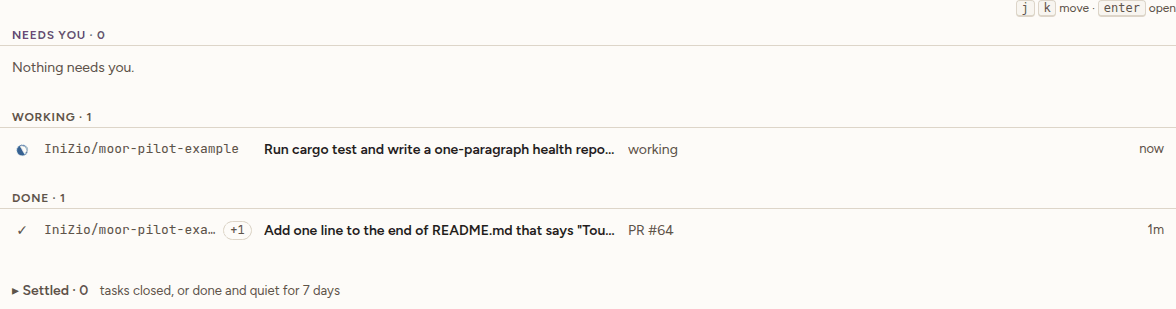 j k move · enter open
NEEDS YOU · 0
Nothing needs you.
WORKING · 1
IniZio/moor-pilot-example Run cargo test and write a one-paragraph health repo... working now
DONE · 1
✓ IniZio/moor-pilot-exa… +1 Add one line to the end of README.md that says "Tou... PR #64 1m
▸ Settled · 0 tasks closed, or done and quiet for 7 days